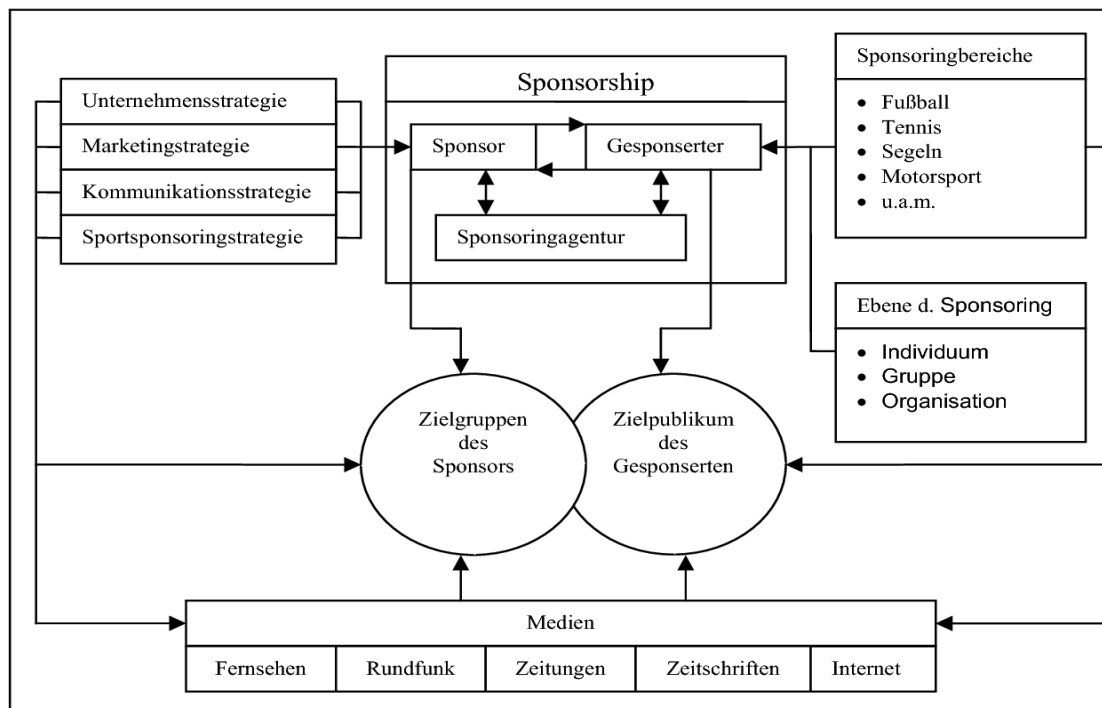 Unternehmensstrategie
Marketingstrategie
Kommunikationsstrategie
Sportsponsoringstrategie
Sponsorship
Sponsor
Gesponserter
Sponsoringagentur
Sponsoringbereiche
• Fußball
• Tennis
• Segeln
• Motorsport
• u.a.m.
Ebene d. Sponsoring
• Individuum
• Gruppe
• Organisation
Zielgruppen
des
Sponsors
Zielpublikum
des
Gesponserten
Medien
Fernsehen
Rundfunk
Zeitungen
Zeitschriften
Internet